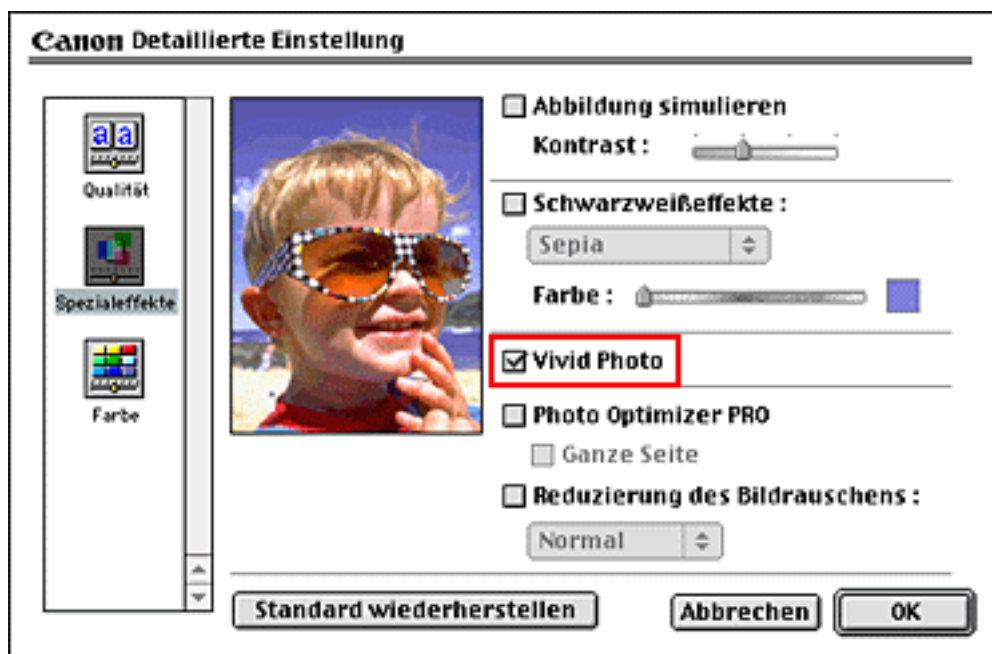 Canon Detaillierte Einstellung
aa
Qualität
Spezialeffekte
Farbe
Abbildung simulieren
Kontrast :
Schwarzweißeffekte :
Sepia
Farbe :
Vivid Photo
Photo Optimizer PRO
Ganze Seite
Reduzierung des Bildrauschens :
Normal
Standard wiederherstellen
Abbrechen
OK